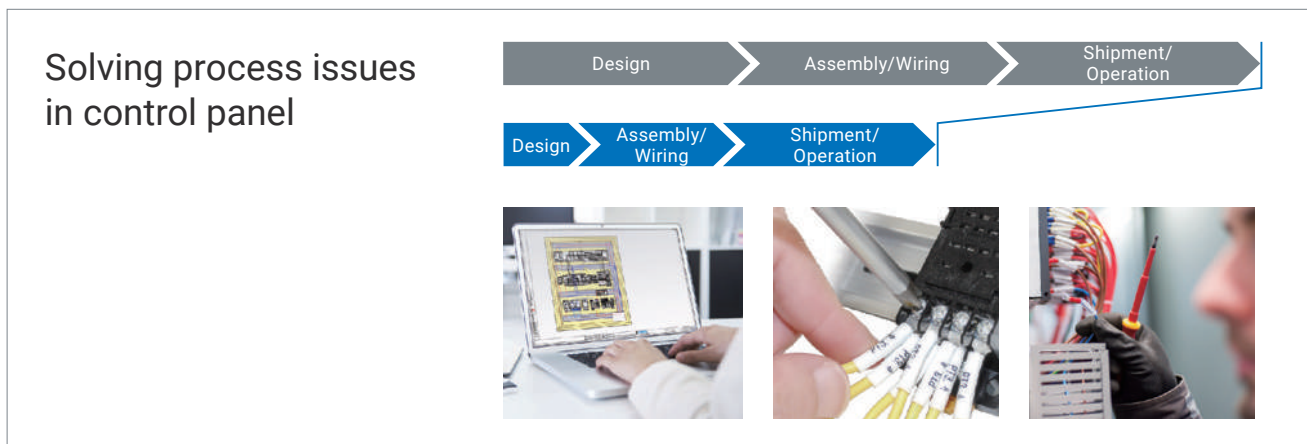 Solving process issues
in control panel
Design
Assembly/Wiring
Shipment/
Operation
Design
Assembly/
Wiring
Shipment/
Operation